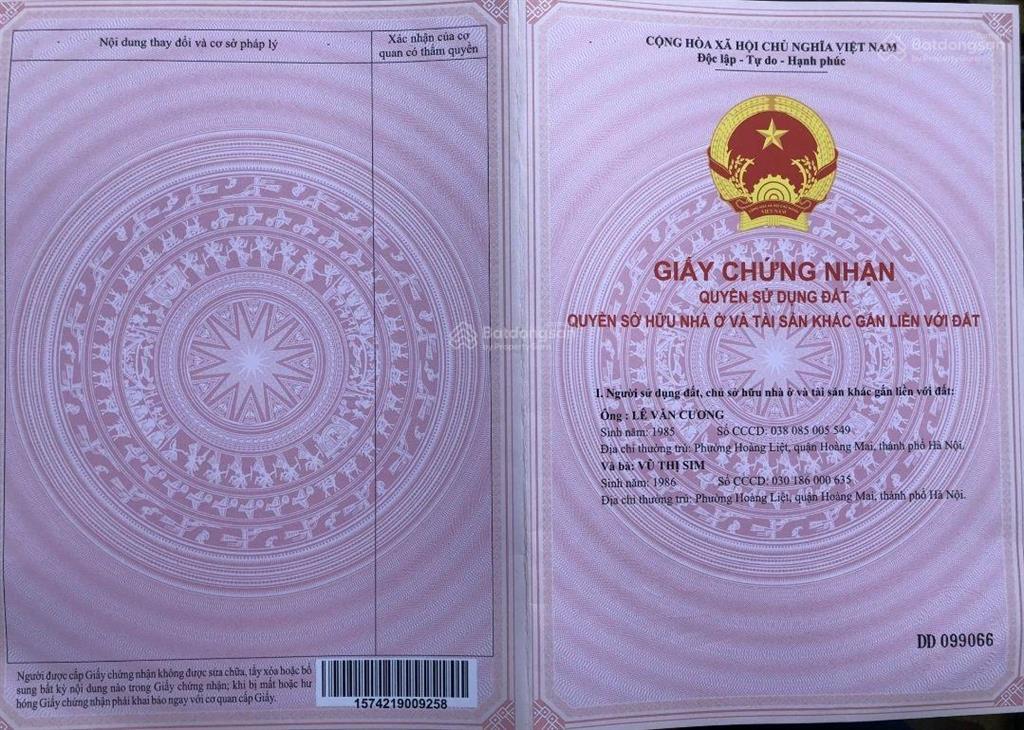 Nội dung thay đổi và cơ sở pháp lý
Xác nhận của cơ
quan có thẩm quyền
Người được cấp Giấy chứng nhận không được sửa chữa, tẩy xóa hoặc bổ
sung bất kỳ nội dung nào trong Giấy chứng nhận; khi bị mất hoặc hư
hỏng Giấy chứng nhận phải khai báo ngay với cơ quan cấp Giấy.
1574219009258
CỘNG HÒA XÃ HỘI CHỦ NGHĨA VIỆT NAM
Độc lập - Tự do - Hạnh phúc
Batdongsan
by PropertyGuru
VIỆT NAM
GIẤY CHỨNG NHẬN
QUYỀN SỬ DỤNG ĐẤT
QUYỀN SỞ HỮU NHÀ Ở VÀ TÀI SẢN KHÁC GẮN LIỀN VỚI ĐẤT
Batdongsan
by PropertyGuru
I. Người sử dụng đất, chủ sở hữu nhà ở và tài sản khác gắn liền với đất:
Ông : LÊ VĂN CƯƠNG
Sinh năm: 1985 Số CCCD: 038 085 005 549
Địa chỉ thường trú: Phường Hoàng Liệt, quận Hoàng Mai, thành phố Hà Nội.
Và bà: VŨ THỊ SIM
Sinh năm: 1986 Số CCCD: 030 186 000 635
Địa chỉ thường trú: Phường Hoàng Liệt, quận Hoàng Mai, thành phố Hà Nội.
DD 099066